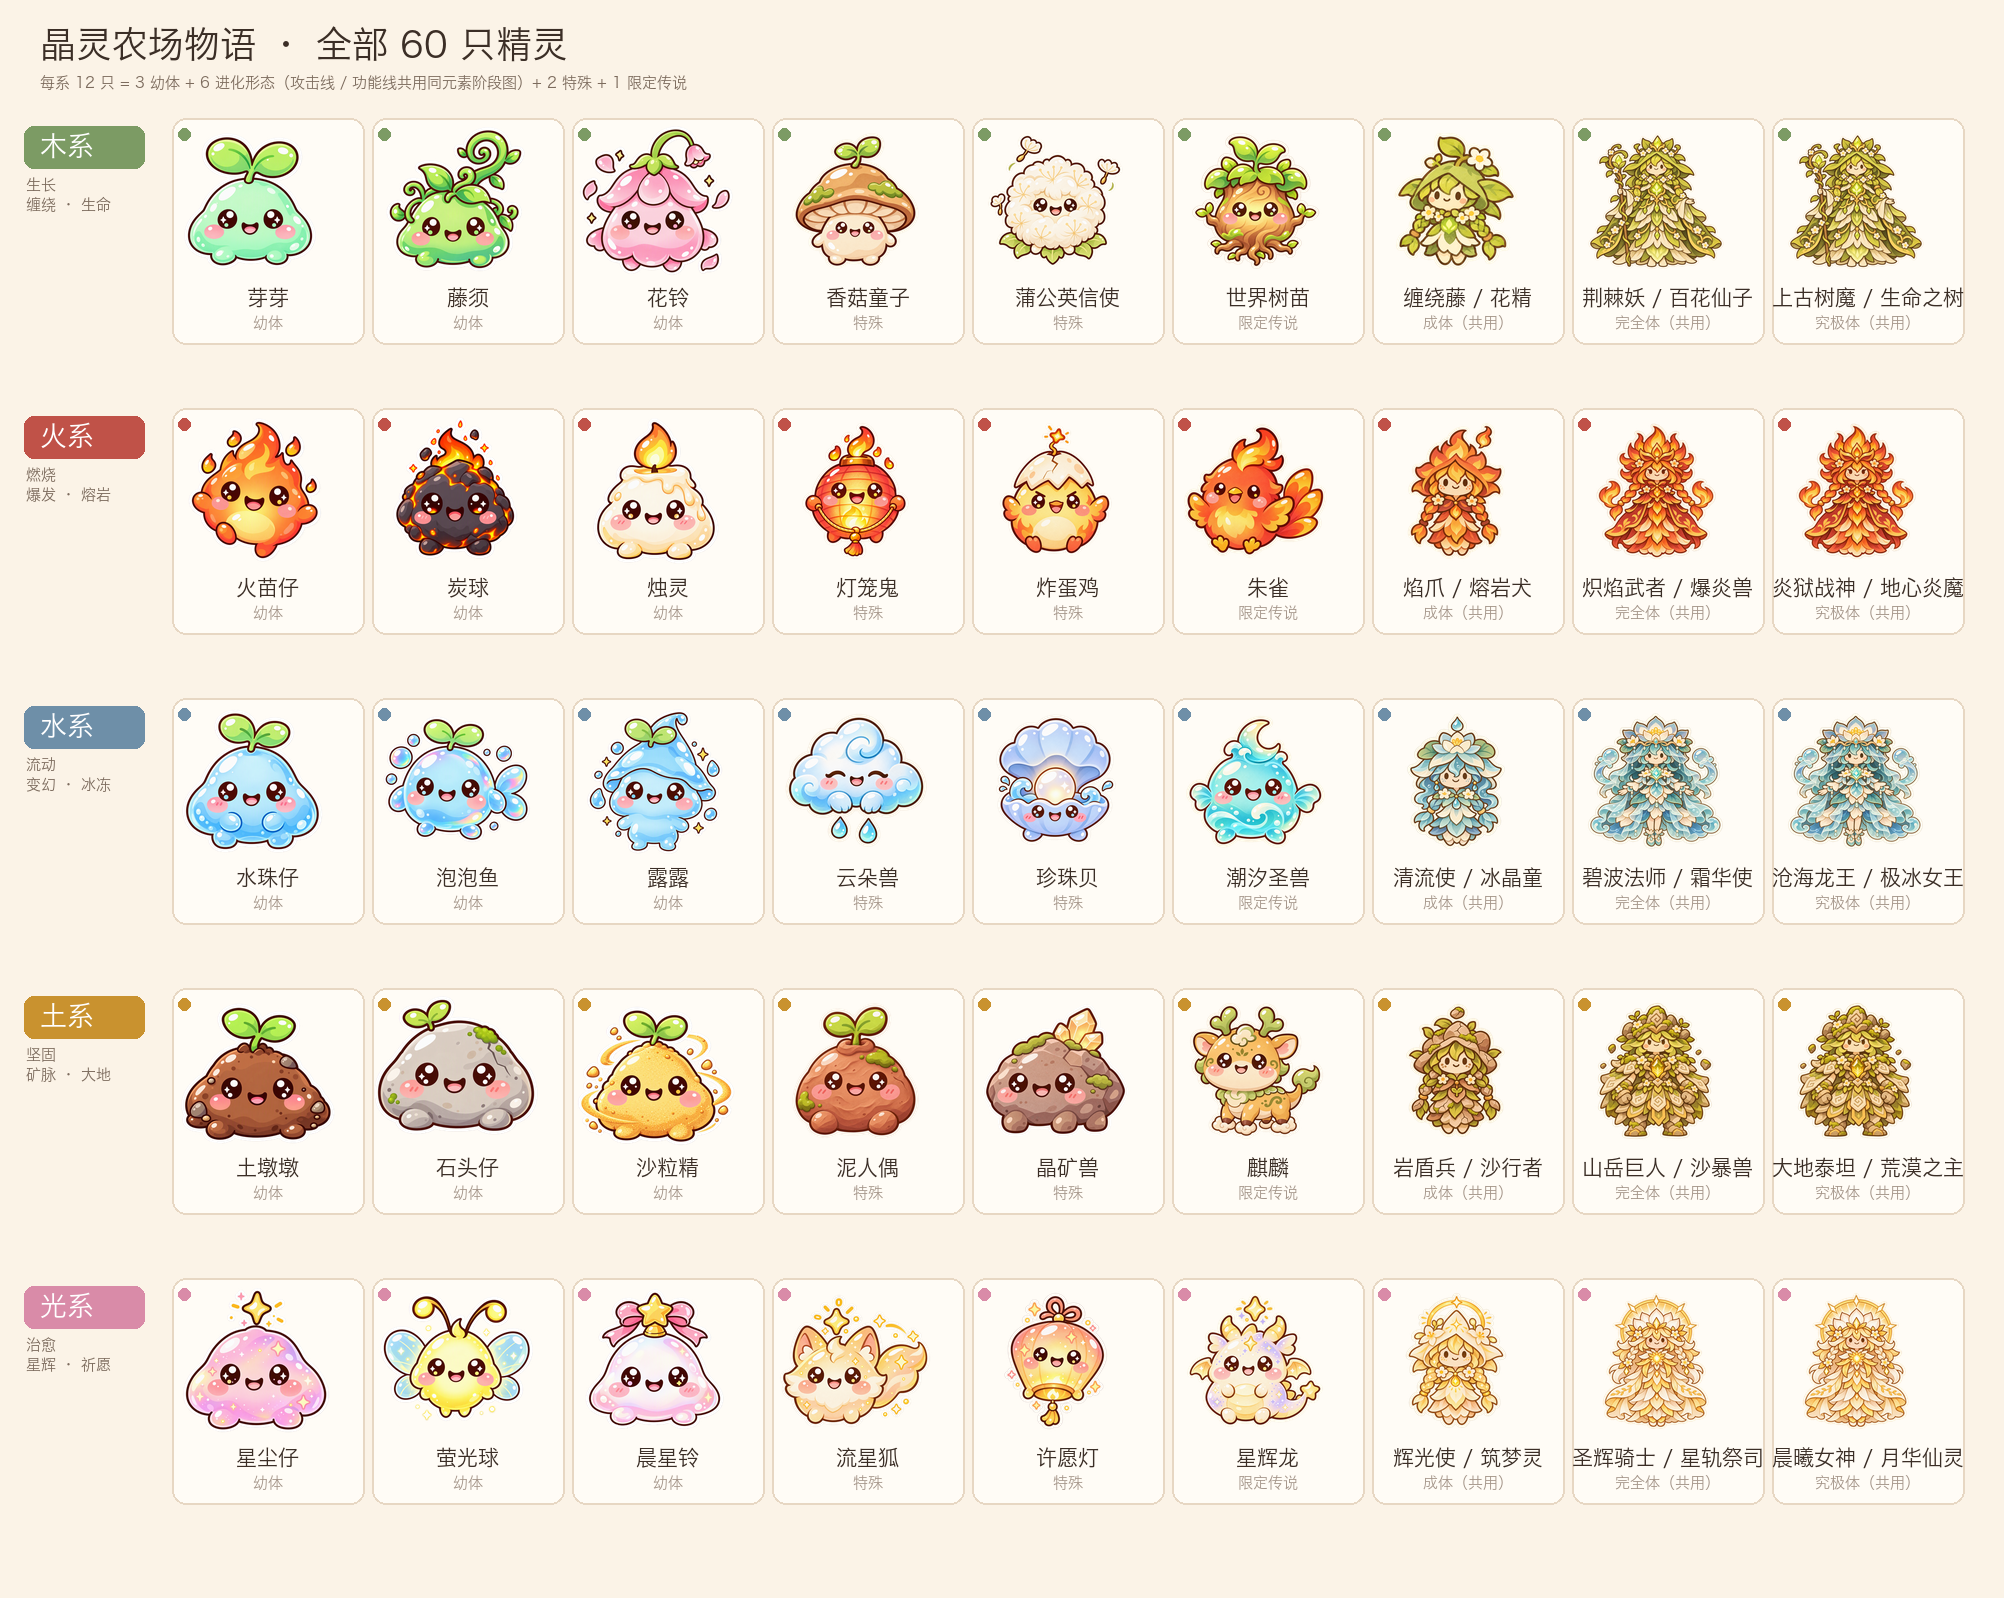 晶灵农场物语 · 全部 60 只精灵
每系 12 只 = 3 幼体 + 6 进化形态（攻击线 / 功能线共用同元素阶段图）+ 2 特殊 + 1 限定传说
木系
生长
缠绕 · 生命
芽芽
幼体
藤须
幼体
花铃
幼体
香菇童子
特殊
蒲公英信使
特殊
世界树苗
限定传说
缠绕藤 / 花精
成体（共用）
荆棘妖 / 百花仙子
完全体（共用）
上古树魔 / 生命之树
究极体（共用）
火系
燃烧
爆发 · 熔岩
火苗仔
幼体
炭球
幼体
烛灵
幼体
灯笼鬼
特殊
炸蛋鸡
特殊
朱雀
限定传说
焰爪 / 熔岩犬
成体（共用）
炽焰武者 / 爆炎兽
完全体（共用）
炎狱战神 / 地心炎魔
究极体（共用）
水系
流动
变幻 · 冰冻
水珠仔
幼体
泡泡鱼
幼体
露露
幼体
云朵兽
特殊
珍珠贝
特殊
潮汐圣兽
限定传说
清流使 / 冰晶童
成体（共用）
碧波法师 / 霜华使
完全体（共用）
沧海龙王 / 极冰女王
究极体（共用）
土系
坚固
矿脉 · 大地
土墩墩
幼体
石头仔
幼体
沙粒精
幼体
泥人偶
特殊
晶矿兽
特殊
麒麟
限定传说
岩盾兵 / 沙行者
成体（共用）
山岳巨人 / 沙暴兽
完全体（共用）
大地泰坦 / 荒漠之主
究极体（共用）
光系
治愈
星辉 · 祈愿
星尘仔
幼体
萤光球
幼体
晨星铃
幼体
流星狐
特殊
许愿灯
特殊
星辉龙
限定传说
辉光使 / 筑梦灵
成体（共用）
圣辉骑士 / 星轨祭司
完全体（共用）
晨曦女神 / 月华仙灵
究极体（共用）